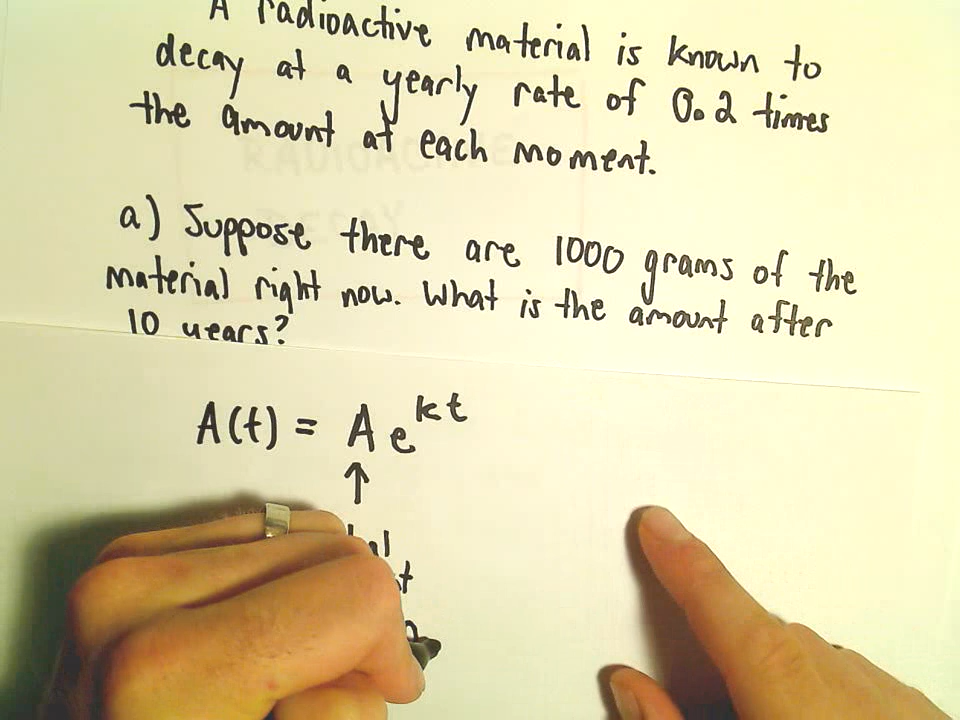 A radioactive material is known to
decay at a yearly rate of 0.2 times
the amount at each moment.
a) Suppose there are 1000 grams of the
material right now. What is the amount after
10 years?
A(t) = A e^kt
↑